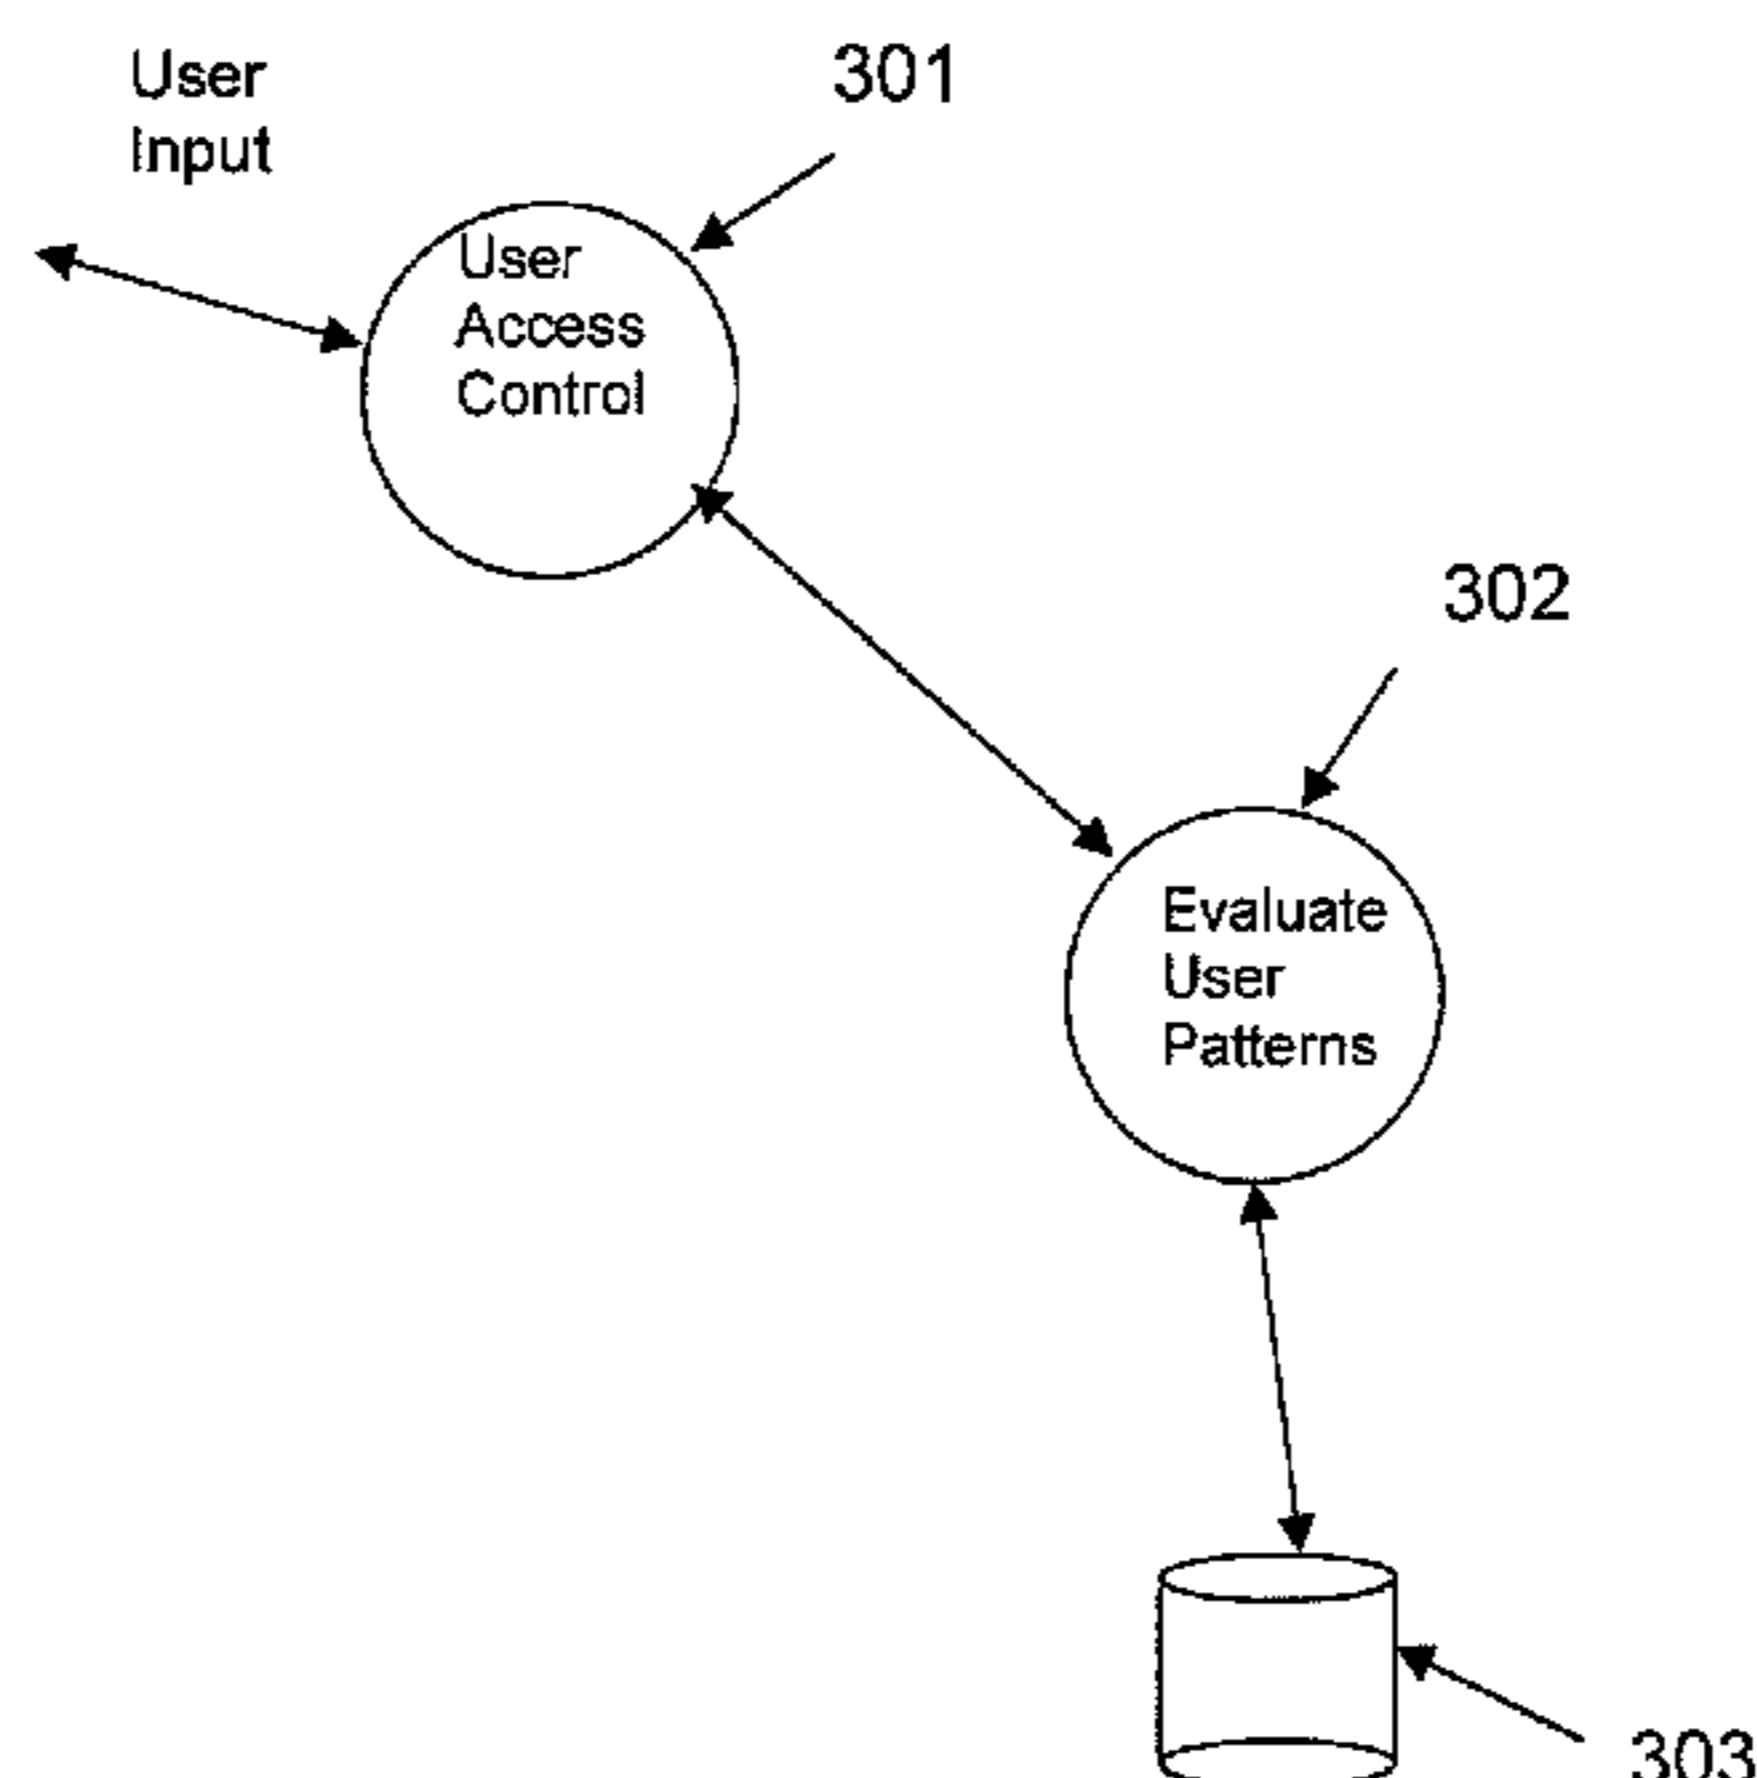 User
Input
301
User
Access
Control
302
Evaluate
User
Patterns
303